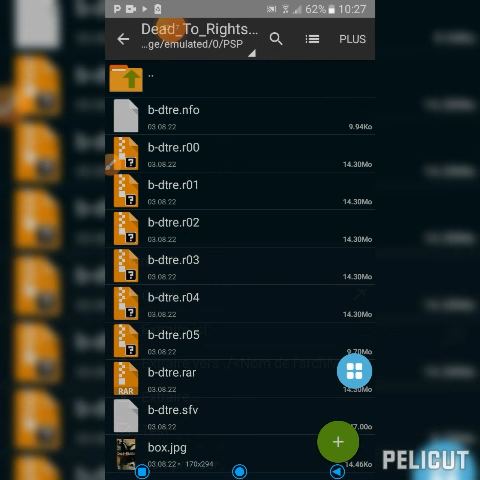 P
62% 10:27
Dead_To_Rights...
...ge/emulated/0/PSP
PLUS
..
b-dtre.nfo
03.08.22
9.94Ko
b-dtre.r00
03.08.22
14.30Mo
b-dtre.r01
03.08.22
14.30Mo
b-dtre.r02
03.08.22
14.30Mo
b-dtre.r03
03.08.22
14.30Mo
b-dtre.r04
03.08.22
14.30Mo
b-dtre.r05
03.08.22
9.70Mo
RAR
b-dtre.rar
03.08.22
14.30Mo
b-dtre.sfv
03.08.22
box.jpg
03.08.22 • 170x294
14.46Ko
PELICUT